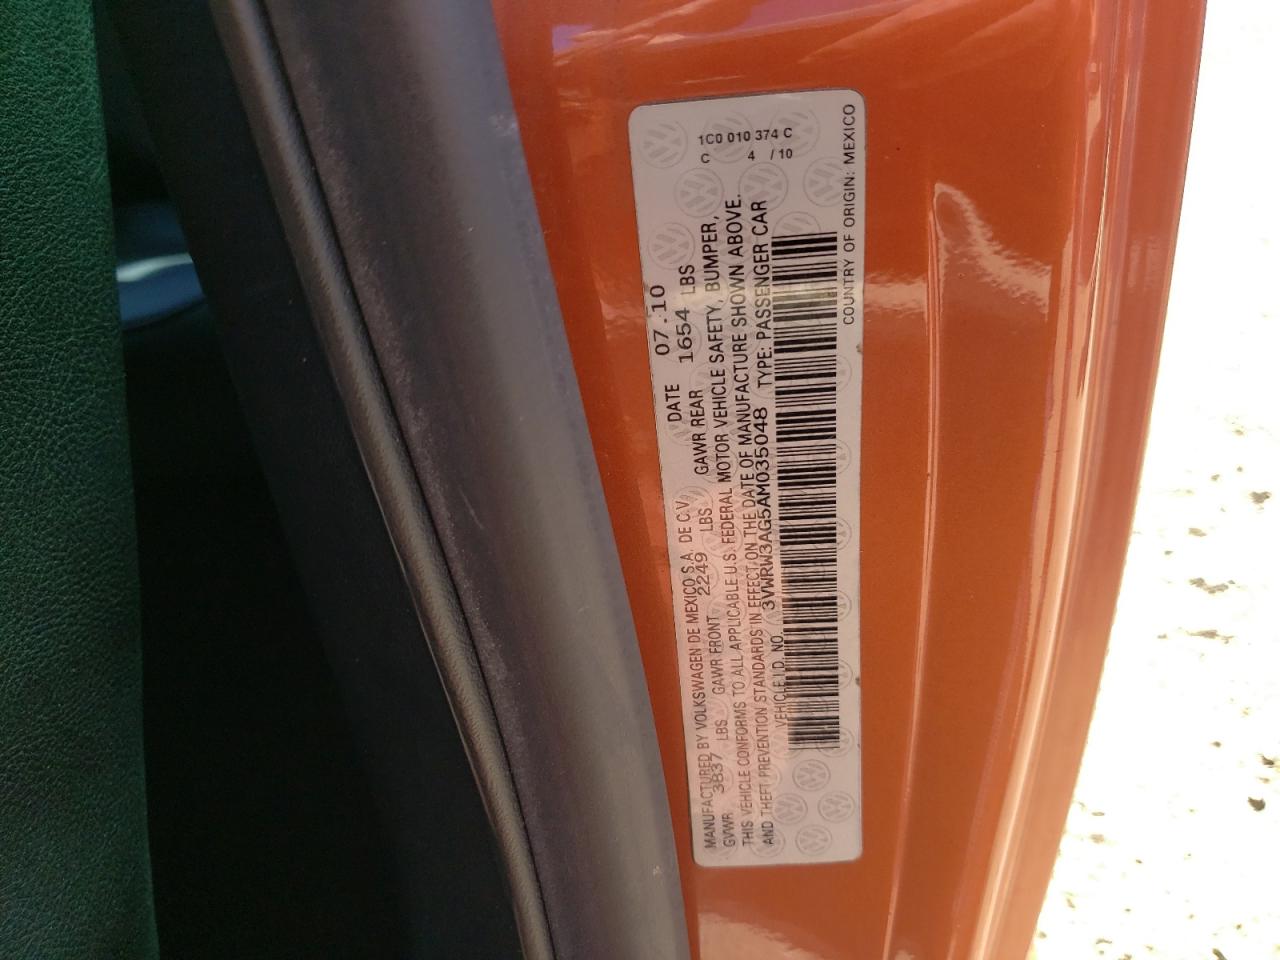 MANUFACTURED BY VOLKSWAGEN DE MEXICO S.A. DE C.V. DATE 07.10
GVWR 3837 LBS GAWR FRONT 2249 LBS GAWR REAR 1654 LBS
THIS VEHICLE CONFORMS TO ALL APPLICABLE U.S. FEDERAL MOTOR VEHICLE SAFETY, BUMPER,
AND THEFT PREVENTION STANDARDS IN EFFECT ON THE DATE OF MANUFACTURE SHOWN ABOVE.
VEHICLE I.D. NO. 3VWRW3AG5AM035048 TYPE: PASSENGER CAR
COUNTRY OF ORIGIN: MEXICO
1C0 010 374 C
C 4 / 10